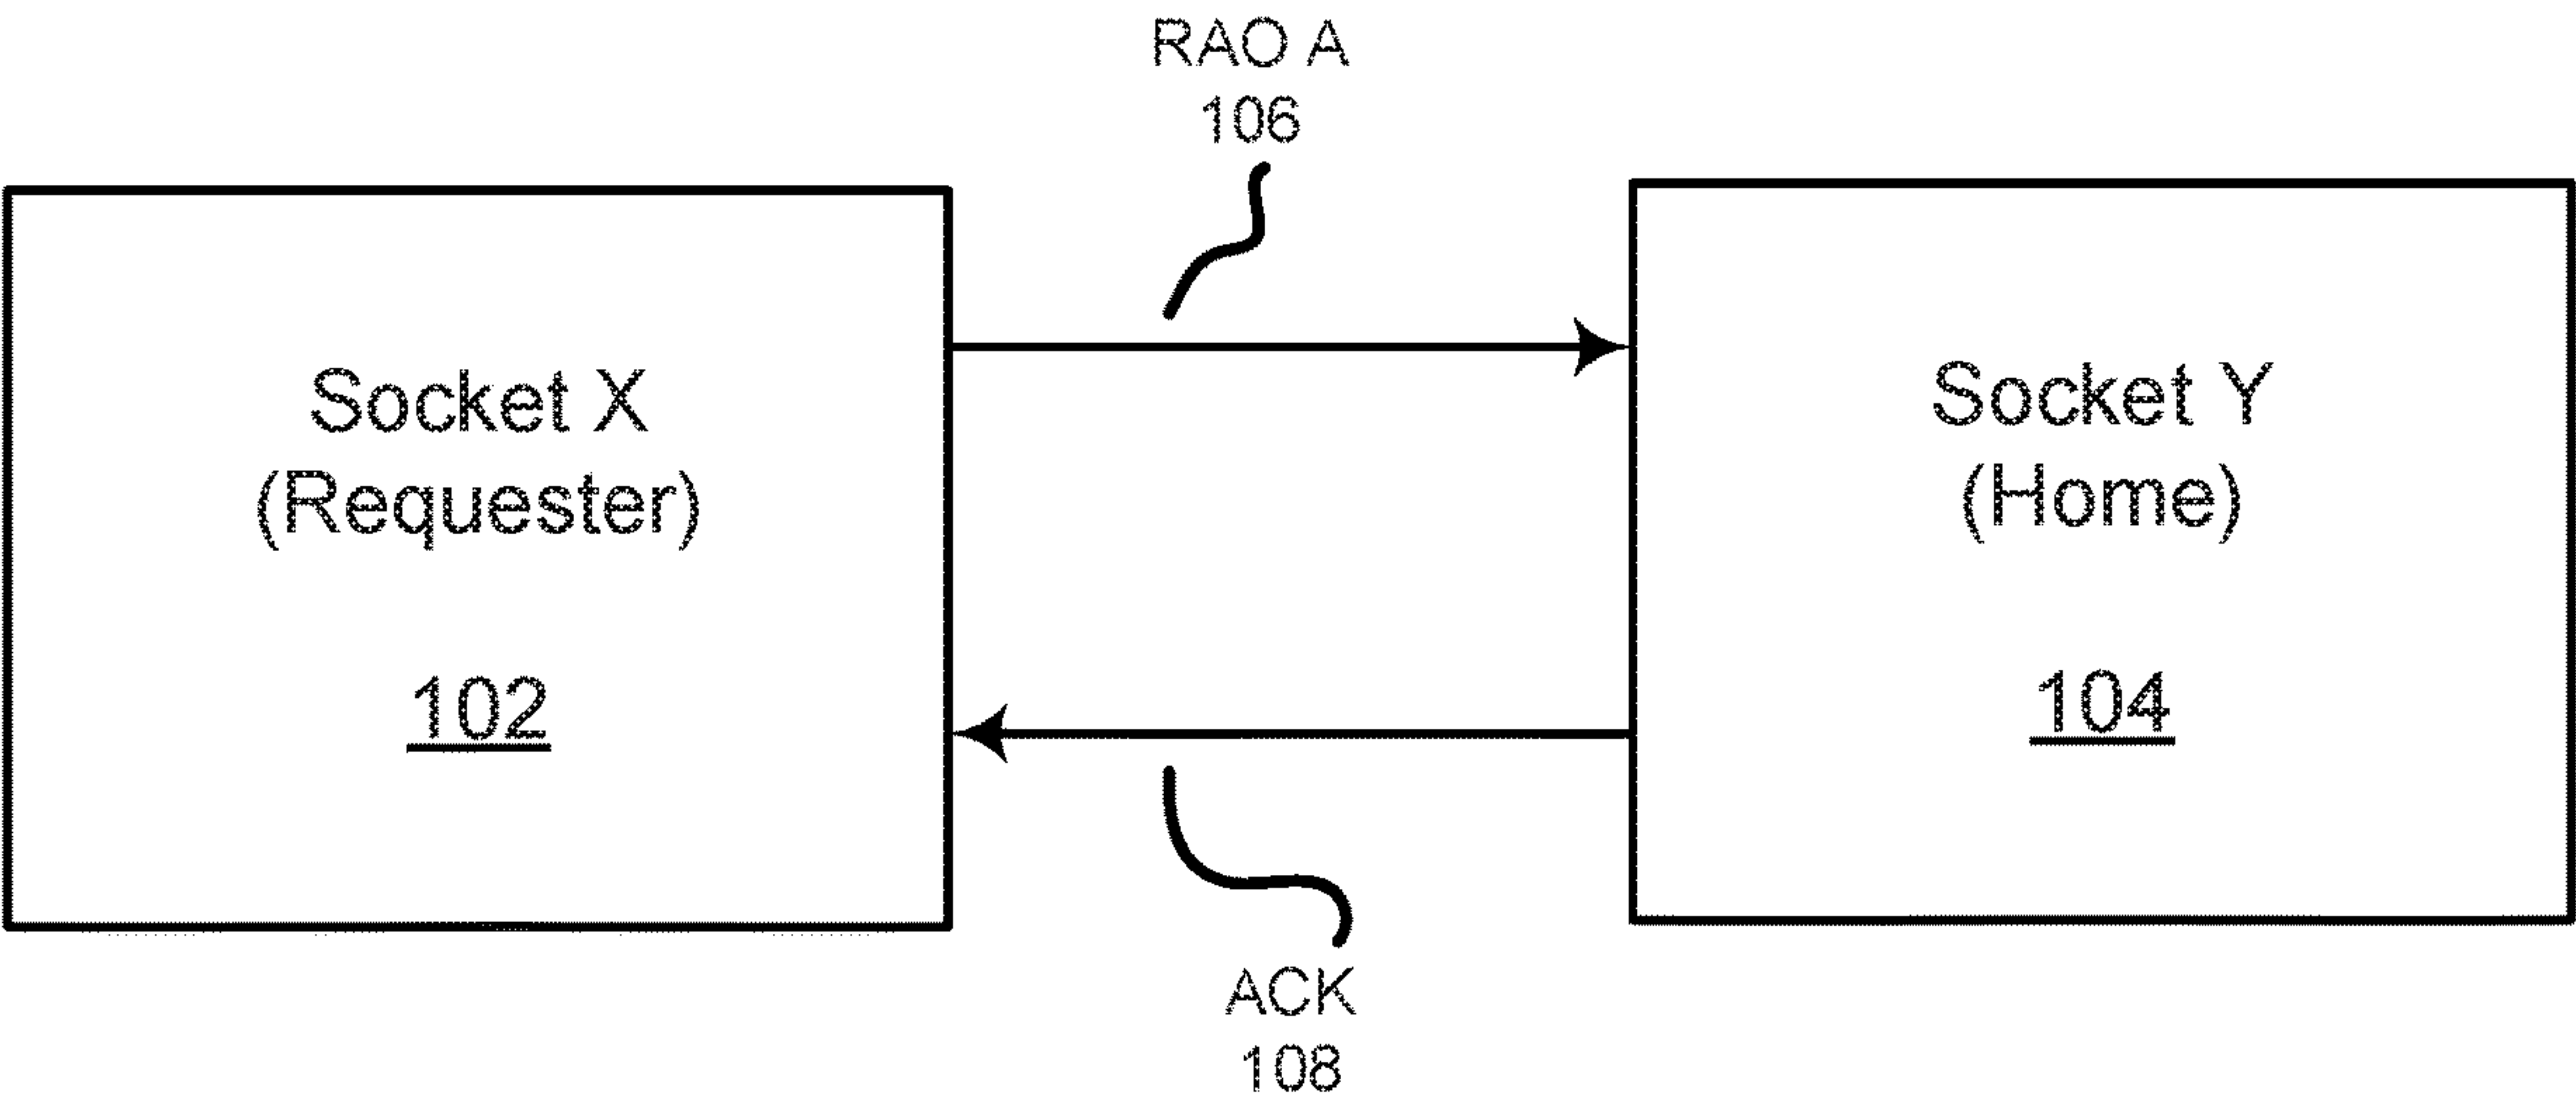 RAO A
106
Socket X
(Requester)
102
Socket Y
(Home)
104
ACK
108